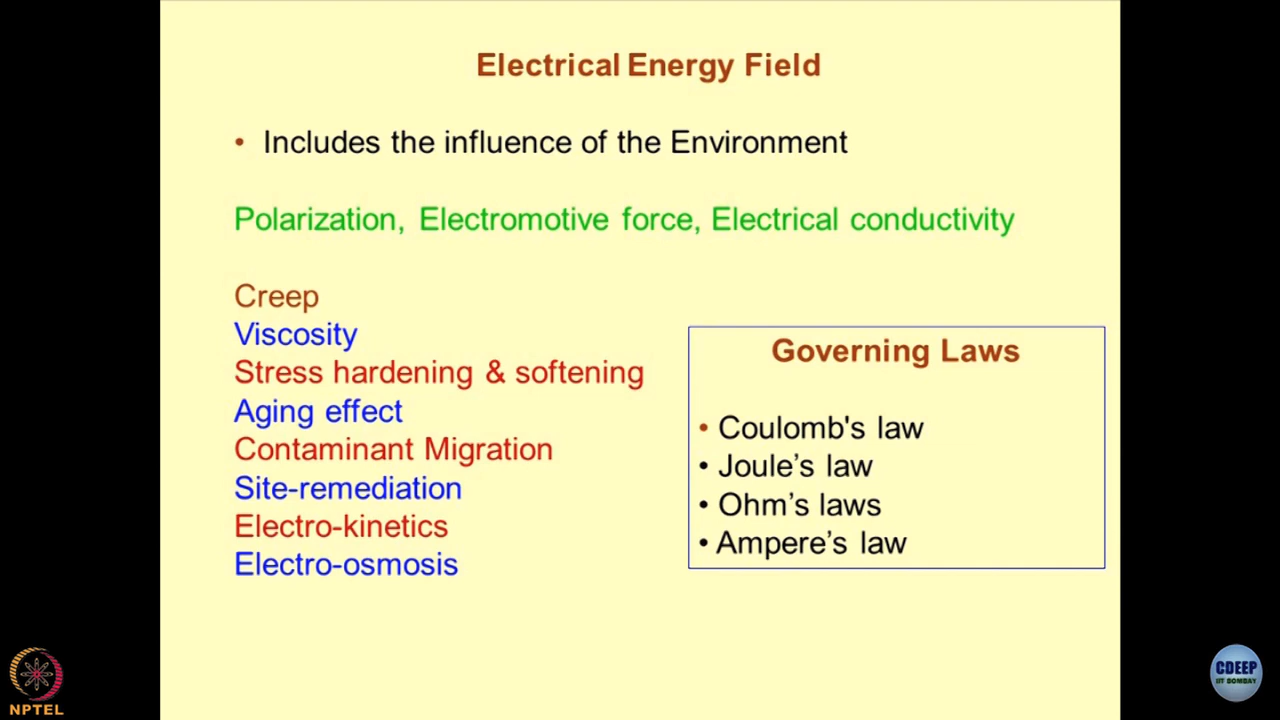 Electrical Energy Field
• Includes the influence of the Environment
Polarization, Electromotive force, Electrical conductivity
Creep
Viscosity
Stress hardening & softening
Aging effect
Contaminant Migration
Site-remediation
Electro-kinetics
Electro-osmosis
Governing Laws
• Coulomb's law
• Joule’s law
• Ohm’s laws
• Ampere’s law
NPTEL
CDEEP
IIT BOMBAY